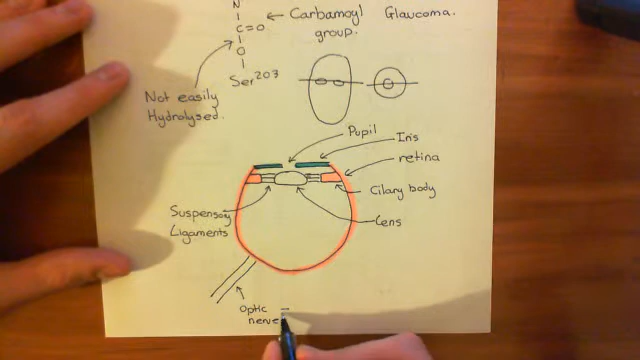 N
C=O
Carbamoyl
group.
Glaucoma.
O
Ser203
Not easily
Hydrolysed.
Pupil
Iris
retina
Cilary body
Lens
Suspensory
Ligaments
Optic
nerve